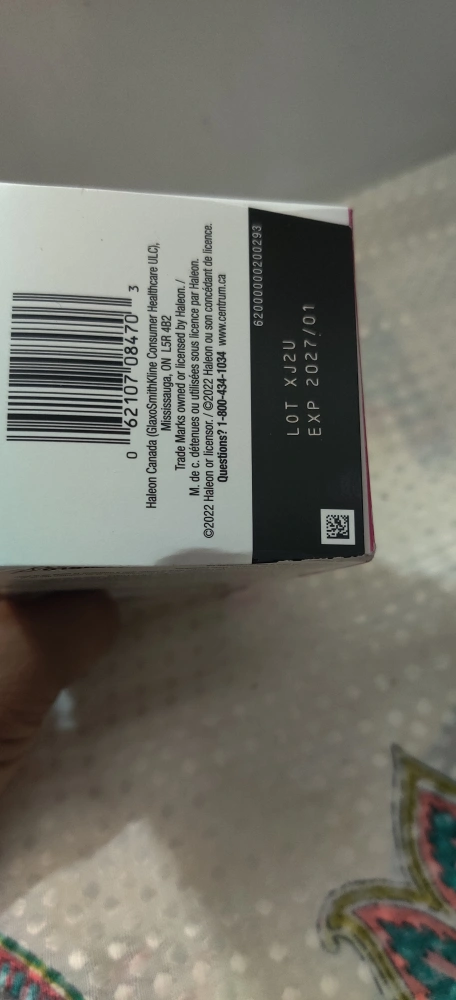 0 62107 08470 3
Haleon Canada (GlaxoSmithKline Consumer Healthcare ULC),
Mississauga, ON L5R 4B2
Trade Marks owned or licensed by Haleon. /
M. de c. détenues ou utilisées sous licence par Haleon.
©2022 Haleon or licensor. / ©2022 Haleon ou son concédant de licence.
Questions? 1-800-434-1034 www.centrum.ca
62000000200293
LOT XJ2U
EXP 2027/01